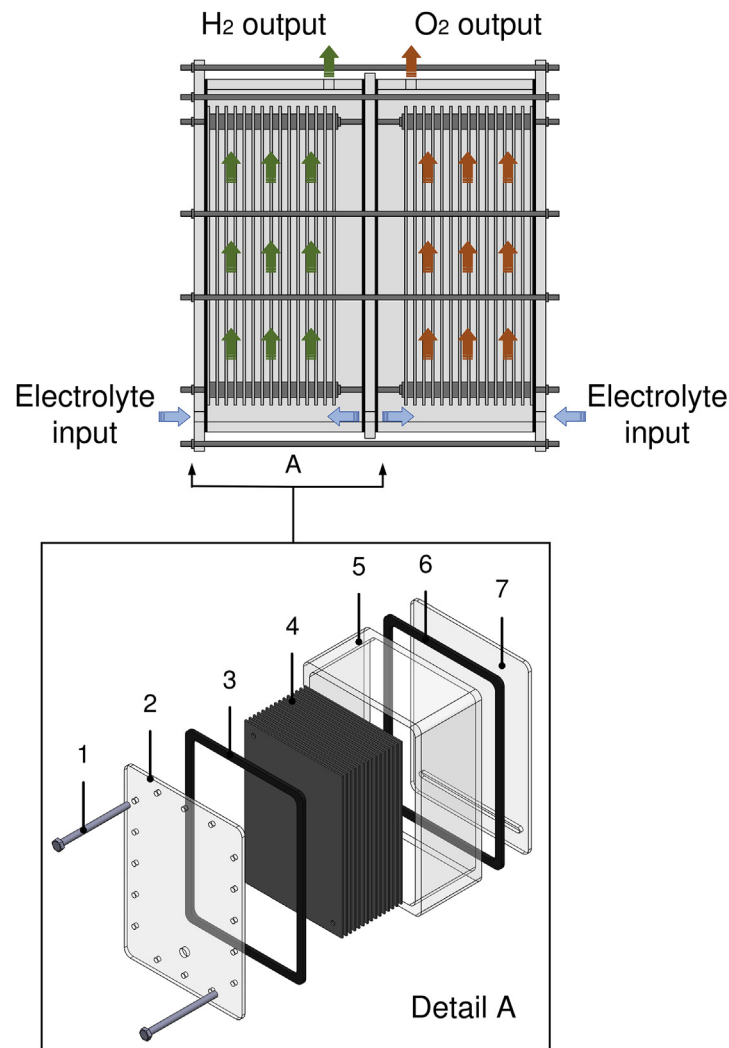 H2 output
O2 output
Electrolyte
input
Electrolyte
input
A
1
2
3
4
5
6
7
Detail A